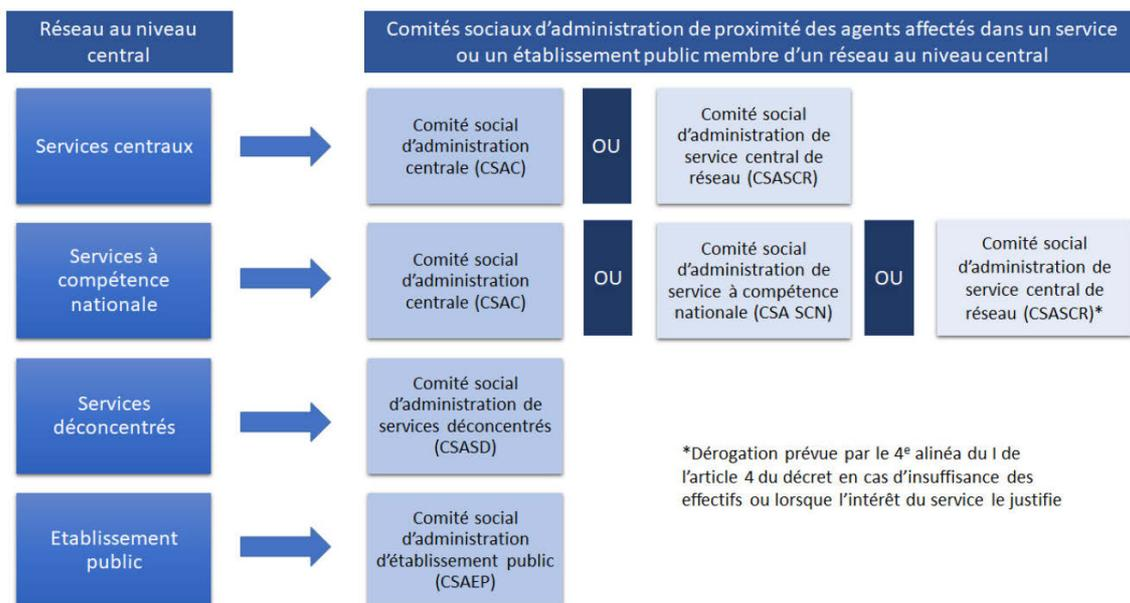 Réseau au niveau
central
Comités sociaux d'administration de proximité des agents affectés dans un service
ou un établissement public membre d'un réseau au niveau central
Services centraux
Comité social
d'administration
centrale (CSAC)
OU
Comité social
d'administration de
service central de
réseau (CSASCR)
Services à
compétence
nationale
Comité social
d'administration
centrale (CSAC)
OU
Comité social
d'administration de
service à compétence
nationale (CSA SCN)
OU
Comité social
d'administration de
service central de
réseau (CSASCR)*
Services
déconcentrés
Comité social
d'administration de
services déconcentrés
(CSASD)
*Dérogation prévue par le 4e alinéa du I de
l'article 4 du décret en cas d'insuffisance des
effectifs ou lorsque l'intérêt du service le justifie
Etablissement
public
Comité social
d'administration
d'établissement public
(CSAEP)